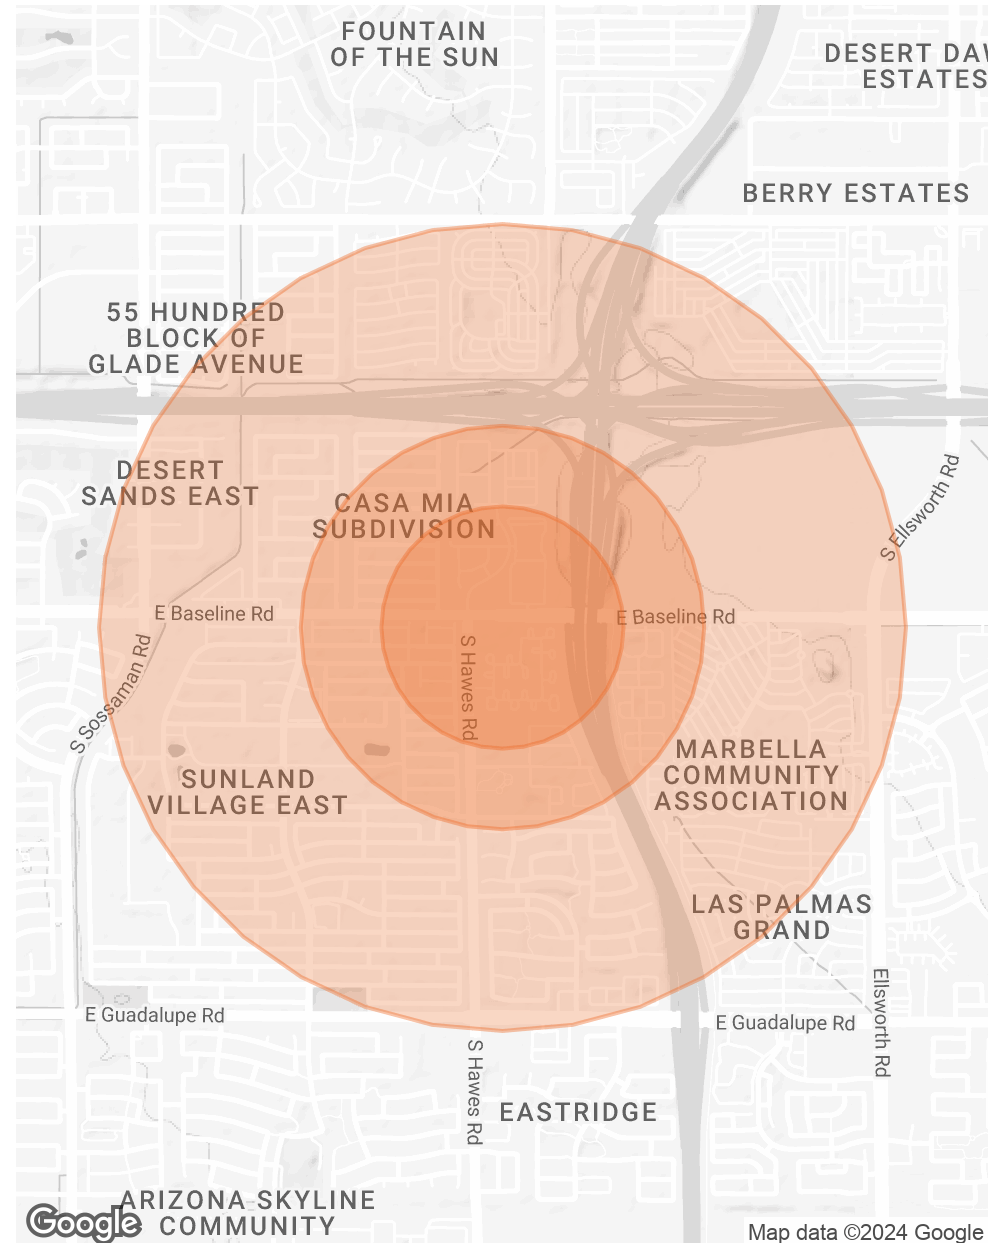 FOUNTAIN
OF THE SUN
DESERT DAW
ESTATES
BERRY ESTATES
55 HUNDRED
BLOCK OF
GLADE AVENUE
DESERT
SANDS EAST
CASA MIA
SUBDIVISION
S Ellsworth Rd
E Baseline Rd
E Baseline Rd
S Hawes Rd
S Sossaman Rd
MARBELLA
COMMUNITY
ASSOCIATION
SUNLAND
VILLAGE EAST
LAS PALMAS
GRAND
Ellsworth Rd
E Guadalupe Rd
E Guadalupe Rd
S Hawes Rd
EASTRIDGE
ARIZONA SKYLINE
COMMUNITY
Google
Map data ©2024 Google